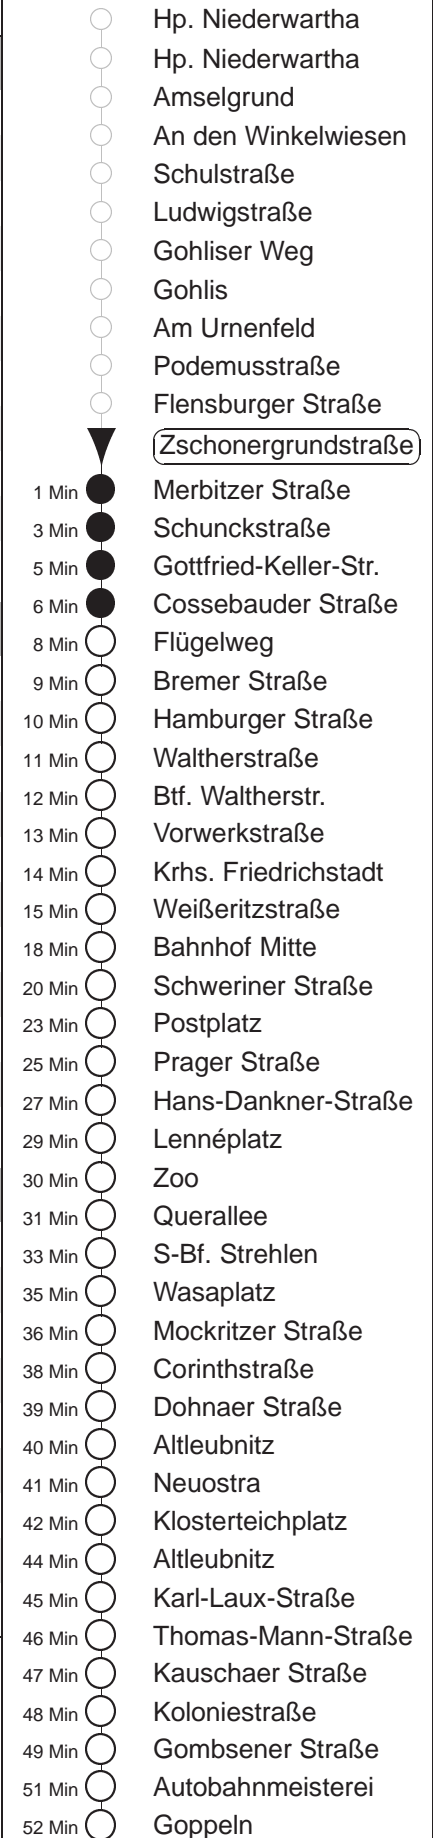 Hp. Niederwartha
Hp. Niederwartha
Amselgrund
An den Winkelwiesen
Schulstraße
Ludwigstraße
Gohliser Weg
Gohlis
Am Urnenfeld
Podemusstraße
Flensburger Straße
Zschonergrundstraße
1 Min Merbitzer Straße
3 Min Schunckstraße
5 Min Gottfried-Keller-Str.
6 Min Cossebauder Straße
8 Min Flügelweg
9 Min Bremer Straße
10 Min Hamburger Straße
11 Min Waltherstraße
12 Min Btf. Waltherstr.
13 Min Vorwerkstraße
14 Min Krhs. Friedrichstadt
15 Min Weißeritzstraße
18 Min Bahnhof Mitte
20 Min Schweriner Straße
23 Min Postplatz
25 Min Prager Straße
27 Min Hans-Dankner-Straße
29 Min Lennéplatz
30 Min Zoo
31 Min Querallee
33 Min S-Bf. Strehlen
35 Min Wasaplatz
36 Min Mockritzer Straße
38 Min Corinthstraße
39 Min Dohnaer Straße
40 Min Altleubnitz
41 Min Neuostra
42 Min Klosterteichplatz
44 Min Altleubnitz
45 Min Karl-Laux-Straße
46 Min Thomas-Mann-Straße
47 Min Kauschaer Straße
48 Min Koloniestraße
49 Min Gombsener Straße
51 Min Autobahnmeisterei
52 Min Goppeln